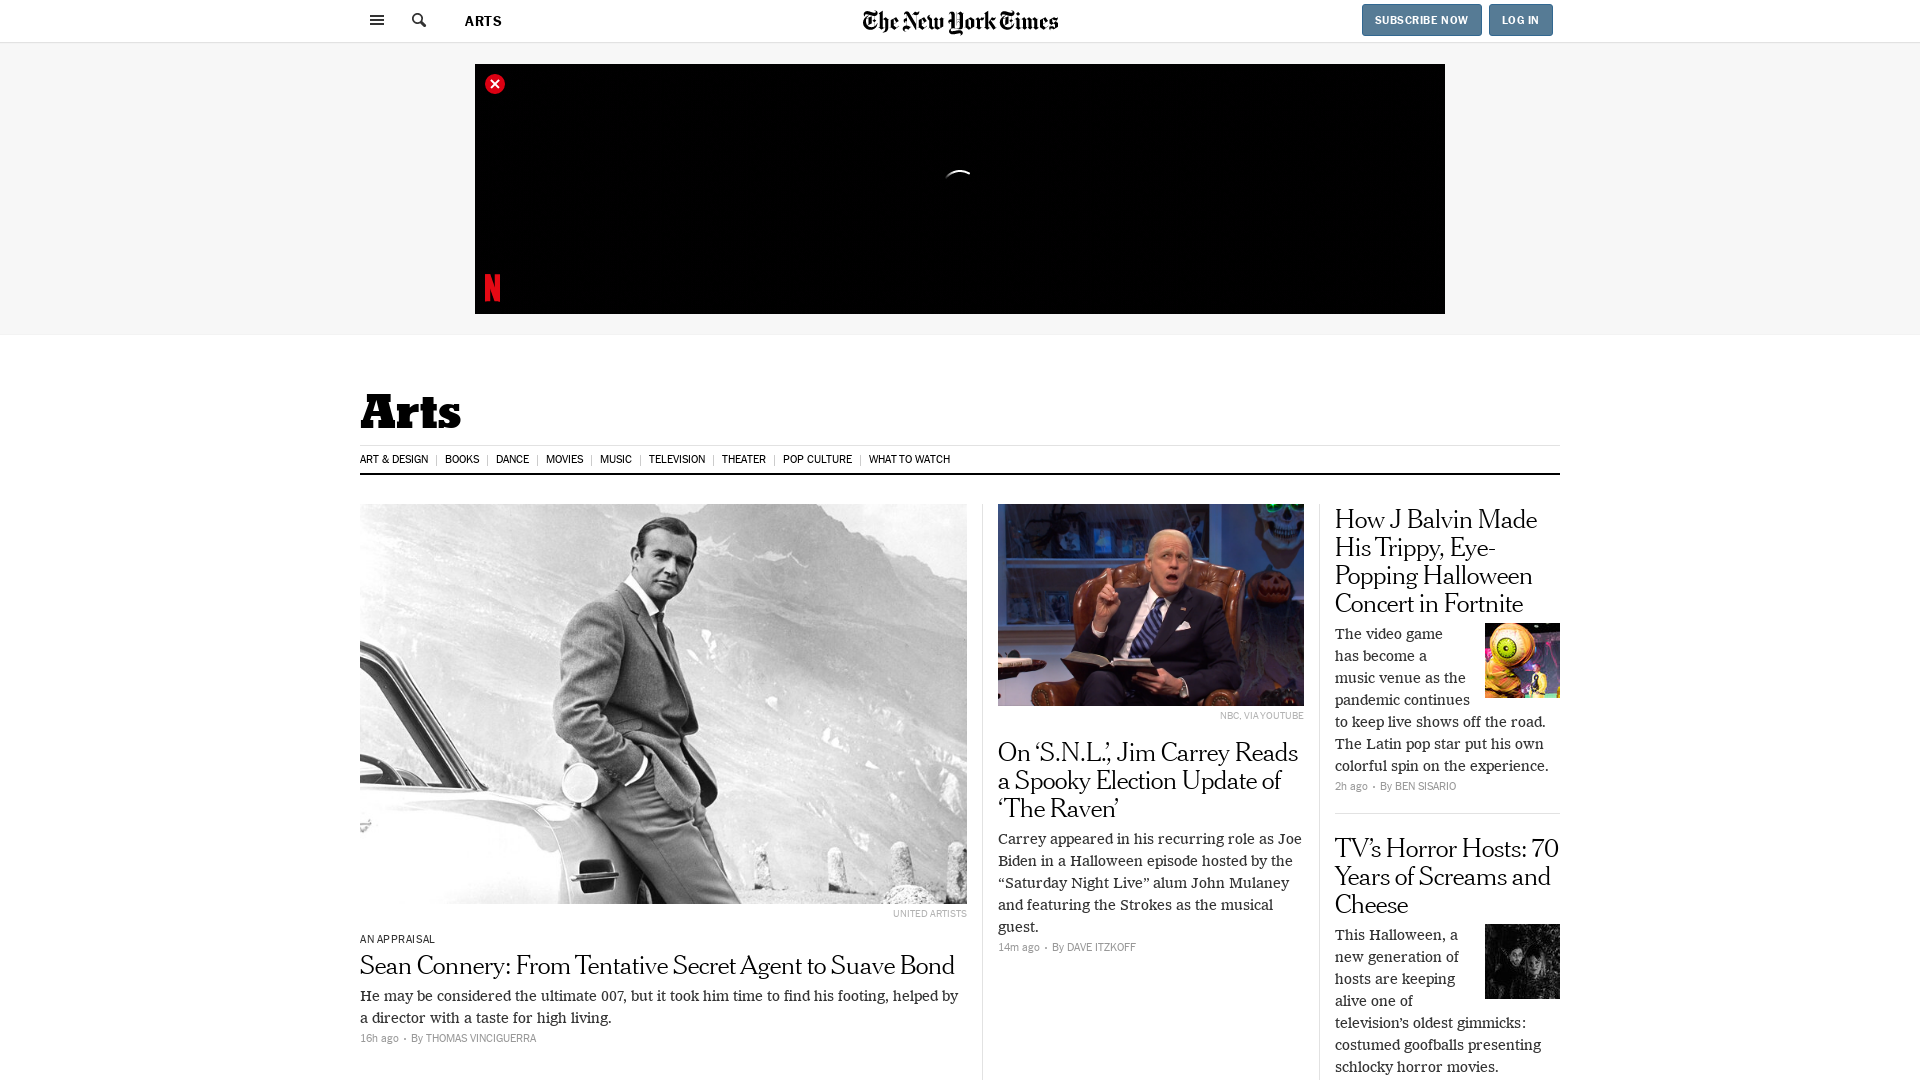 ARTS
The New York Times
SUBSCRIBE NOW
LOG IN
N
Arts
ART & DESIGN
BOOKS
DANCE
MOVIES
MUSIC
TELEVISION
THEATER
POP CULTURE
WHAT TO WATCH
UNITED ARTISTS
AN APPRAISAL
Sean Connery: From Tentative Secret Agent to Suave Bond
He may be considered the ultimate 007, but it took him time to find his footing, helped by
a director with a taste for high living.
16h ago • By THOMAS VINCIGUERRA
NBC, VIA YOUTUBE
On ‘S.N.L.’, Jim Carrey Reads
a Spooky Election Update of
‘The Raven’
Carrey appeared in his recurring role as Joe
Biden in a Halloween episode hosted by the
“Saturday Night Live” alum John Mulaney
and featuring the Strokes as the musical
guest.
14m ago • By DAVE ITZKOFF
How J Balvin Made
His Trippy, Eye-
Popping Halloween
Concert in Fortnite
The video game
has become a
music venue as the
pandemic continues
to keep live shows off the road.
The Latin pop star put his own
colorful spin on the experience.
2h ago • By BEN SISARIO
TV’s Horror Hosts: 70
Years of Screams and
Cheese
This Halloween, a
new generation of
hosts are keeping
alive one of
television’s oldest gimmicks:
costumed goofballs presenting
schlocky horror movies.